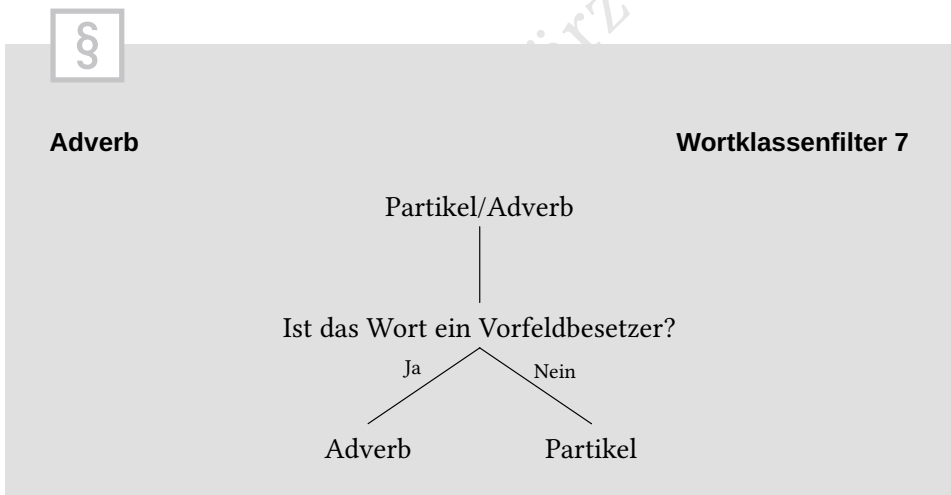 §
Adverb Wortklassenfilter 7
Partikel/Adverb
Ist das Wort ein Vorfeldbesetzer?
Ja Nein
Adverb Partikel